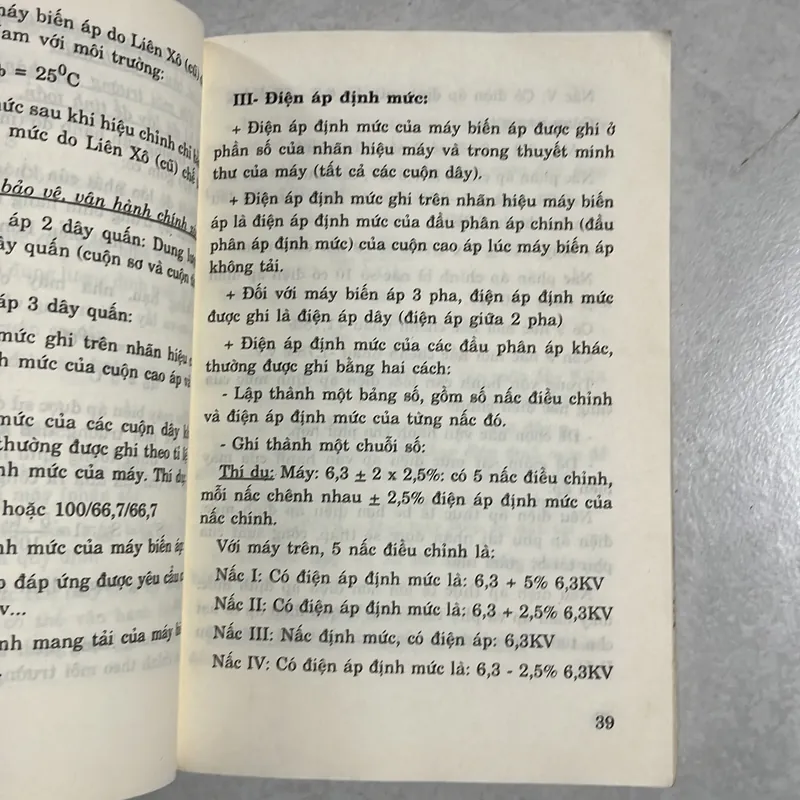 náy biến áp do Liên Xô (cũ)
am với môi trường:
b = 25⁰C
ức sau khi hiệu chỉnh chỉ
mức do Liên Xô (cũ) chế
bảo vệ, vận hành chính
áp 2 dây quấn: Dung
ây quấn (cuộn sơ và cuộn
áp 3 dây quấn:
mức ghi trên nhãn hiệu
h mức của cuộn cao áp
mức của các cuộn dây
thường được ghi theo tỉ lệ
nh mức của máy. Thí dụ
hoặc 100/66,7/66,7
nh mức của máy biến áp
đáp ứng được yêu cầu
v...
nh mang tải của máy
III- Điện áp định mức:
+ Điện áp định mức của máy biến áp được ghi ở
phần số của nhãn hiệu máy và trong thuyết minh
thư của máy (tất cả các cuộn dây).
+ Điện áp định mức ghi trên nhãn hiệu máy biến
áp là điện áp định mức của đầu phân áp chính (đầu
phân áp định mức) của cuộn cao áp lúc máy biến áp
không tải.
+ Đối với máy biến áp 3 pha, điện áp định mức
được ghi là điện áp dây (điện áp giữa 2 pha)
+ Điện áp định mức của các đầu phân áp khác,
thường được ghi bằng hai cách:
- Lập thành một bảng số, gồm số nấc điều chỉnh
và điện áp định mức của từng nấc đó.
- Ghi thành một chuỗi số:
Thí dụ: Máy: 6,3 ± 2 x 2,5%: có 5 nấc điều chỉnh,
mỗi nấc chênh nhau ± 2,5% điện áp định mức của
nấc chính.
Với máy trên, 5 nấc điều chỉnh là:
Nấc I: Có điện áp định mức là: 6,3 + 5% 6,3KV
Nấc II: Có điện áp định mức là: 6,3 + 2,5% 6,3KV
Nấc III: Nấc định mức, có điện áp: 6,3KV
Nấc IV: Có điện áp định mức là: 6,3 - 2,5% 6,3KV
39